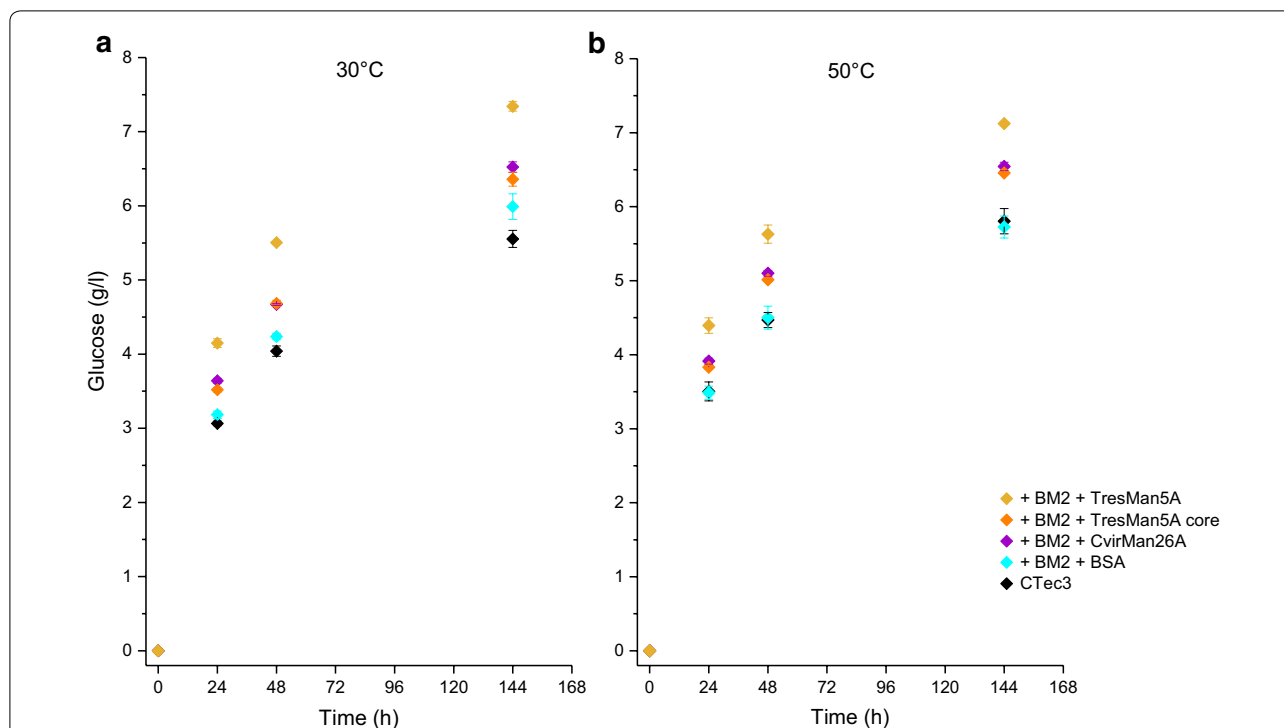 a
30°C
Glucose (g/l)
8
7
6
5
4
3
2
1
0
0 24 48 72 96 120 144 168
Time (h)
b
50°C
8
7
6
5
4
3
2
1
0
0 24 48 72 96 120 144 168
Time (h)
+ BM2 + TresMan5A
+ BM2 + TresMan5A core
+ BM2 + CvirMan26A
+ BM2 + BSA
CTec3